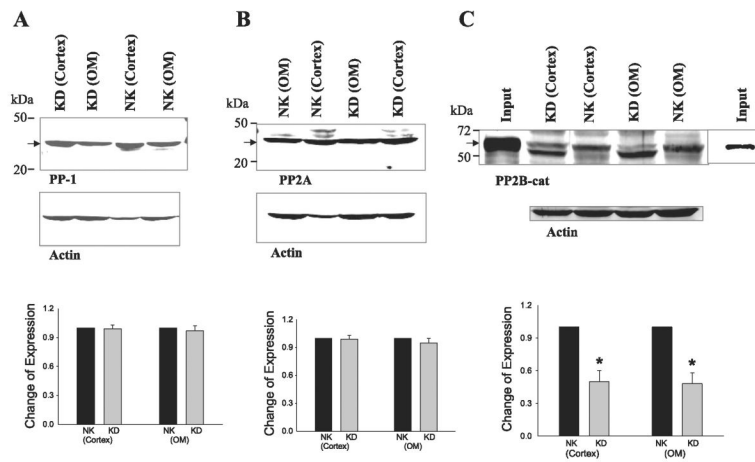 A
KD (Cortex)
KD (OM)
NK (Cortex)
NK (OM)
kDa
50
20
PP-1
Actin
Change of Expression
1.2
0.9
0.6
0.3
0.0
NK KD
(Cortex)
NK KD
(OM)
B
NK (OM)
NK (Cortex)
KD (OM)
KD (Cortex)
kDa
50
20
PP2A
Actin
Change of Expression
1.2
0.9
0.6
0.3
0.0
NK KD
(Cortex)
NK KD
(OM)
C
Input
KD (Cortex)
NK (Cortex)
KD (OM)
NK (OM)
Input
kDa
72
50
PP2B-cat
Actin
Change of Expression
1.2
0.9
0.6
0.3
0.0
*
*
NK KD
(Cortex)
NK KD
(OM)